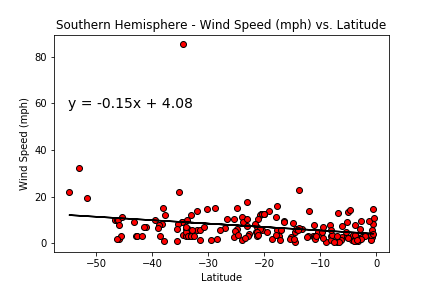 Southern Hemisphere - Wind Speed (mph) vs. Latitude
80
60
40
20
0
Wind Speed (mph)
y = -0.15x + 4.08
−50 −40 −30 −20 −10 0
Latitude